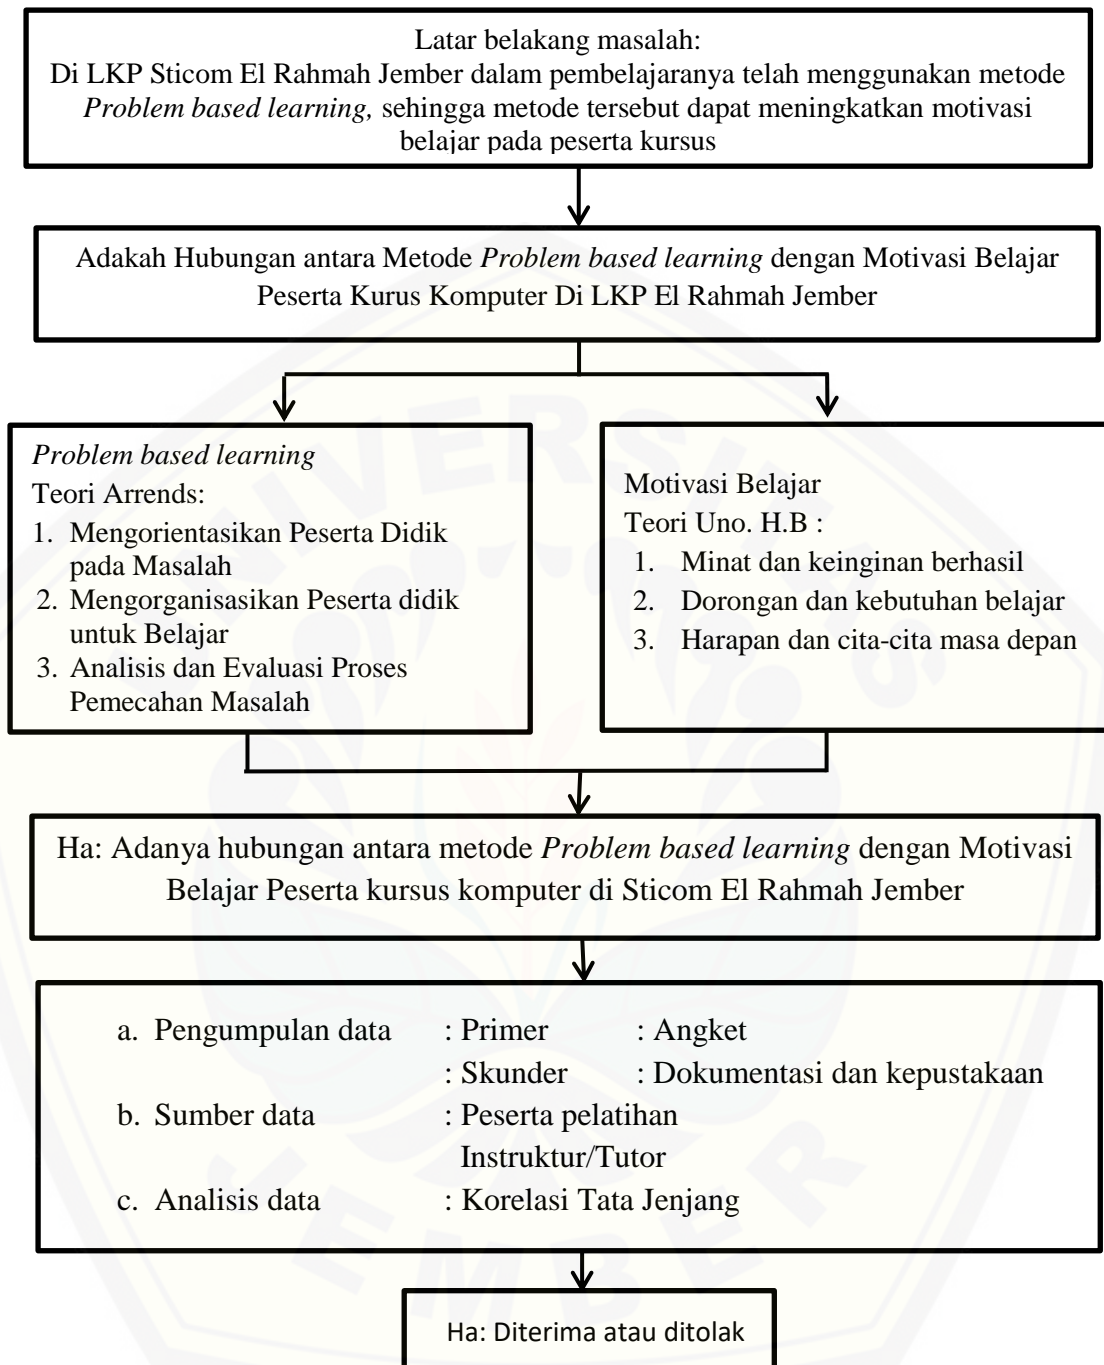 Latar belakang masalah:
Di LKP Sticom El Rahmah Jember dalam pembelajaranya telah menggunakan metode
Problem based learning, sehingga metode tersebut dapat meningkatkan motivasi
belajar pada peserta kursus
Adakah Hubungan antara Metode Problem based learning dengan Motivasi Belajar
Peserta Kurus Komputer Di LKP El Rahmah Jember
Problem based learning
Teori Arrends:
1. Mengorientasikan Peserta Didik
pada Masalah
2. Mengorganisasikan Peserta didik
untuk Belajar
3. Analisis dan Evaluasi Proses
Pemecahan Masalah
Motivasi Belajar
Teori Uno. H.B :
1. Minat dan keinginan berhasil
2. Dorongan dan kebutuhan belajar
3. Harapan dan cita-cita masa depan
Ha: Adanya hubungan antara metode Problem based learning dengan Motivasi
Belajar Peserta kursus komputer di Sticom El Rahmah Jember
a. Pengumpulan data : Primer : Angket
: Skunder : Dokumentasi dan kepustakaan
b. Sumber data : Peserta pelatihan
Instruktur/Tutor
c. Analisis data : Korelasi Tata Jenjang
Ha: Diterima atau ditolak
UNIVERSITAS
JEMBER